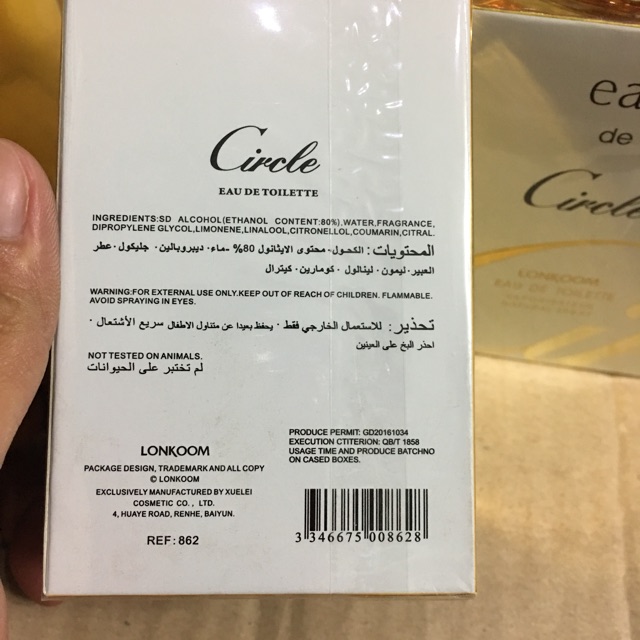 Circle
EAU DE TOILETTE
INGREDIENTS:SD ALCOHOL(ETHANOL CONTENT:80%),WATER,FRAGRANCE,
DIPROPYLENE GLYCOL,LIMONENE,LINALOOL,CITRONELLOL,COUMARIN,CITRAL.
المحتويات: الكحول- محتوى الايثانول 80% -ماء- ديبروبالين- جليكول- عطر
العبير- ليمون- لينالول- كومارين- كيترال
WARNING:FOR EXTERNAL USE ONLY.KEEP OUT OF REACH OF CHILDREN. FLAMMABLE.
AVOID SPRAYING IN EYES.
تحذير: للاستعمال الخارجي فقط - يحفظ بعيدا عن متناول الاطفال سريع الأشتعال -
احذر البخ على العينين
NOT TESTED ON ANIMALS.
لم تختبر على الحيوانات
LONKOOM
PACKAGE DESIGN, TRADEMARK AND ALL COPY
© LONKOOM
EXCLUSIVELY MANUFACTURED BY XUELEI
COSMETIC CO., LTD.
4, HUAYE ROAD, RENHE, BAIYUN.
REF: 862
PRODUCE PERMIT: GD20161034
EXECUTION CTITERION: QB/T 1858
USAGE TIME AND PRODUCE BATCHNO
ON CASED BOXES.
3 346675 008628
ea
de
Circle
LONKOOM
EAU DE TOILETTE